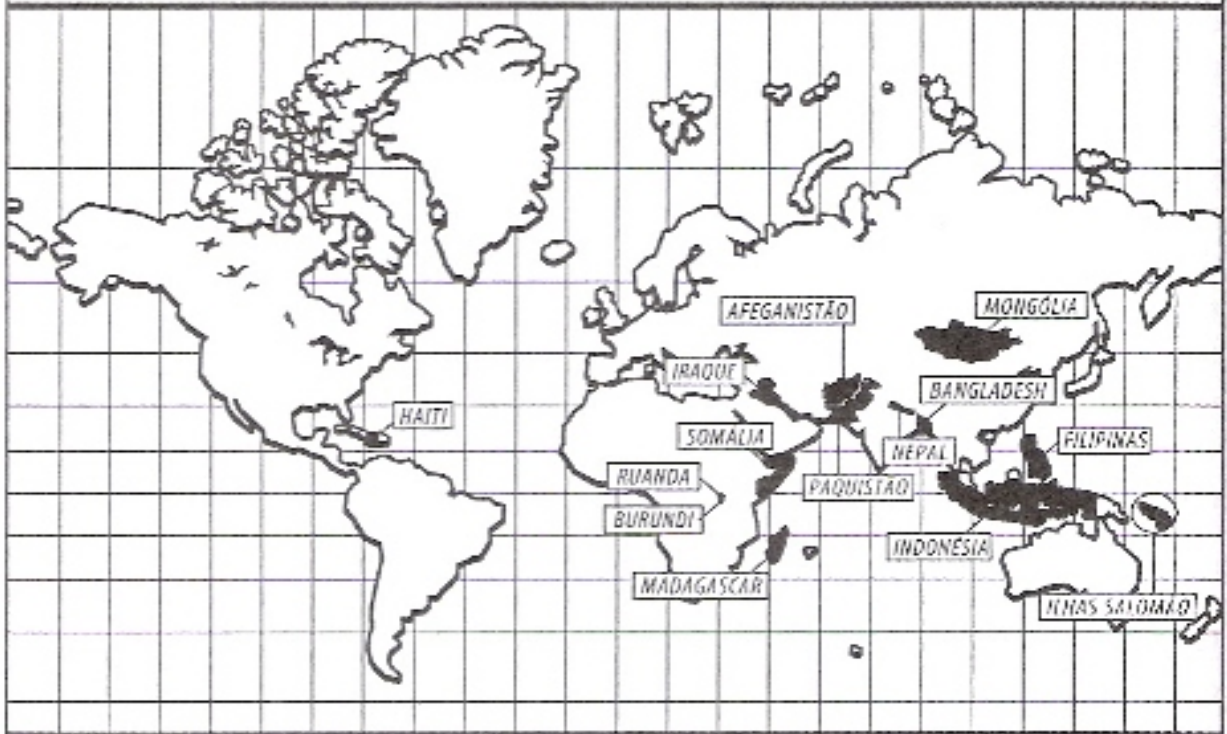 AFEGANISTÃO
MONGÓLIA
IRAQUE
BANGLADESH
HAITI
SOMÁLIA
FILIPINAS
NEPAL
RUANDA
PAQUISTÃO
BURUNDI
INDONÉSIA
MADAGASCAR
ILHAS SALOMÃO